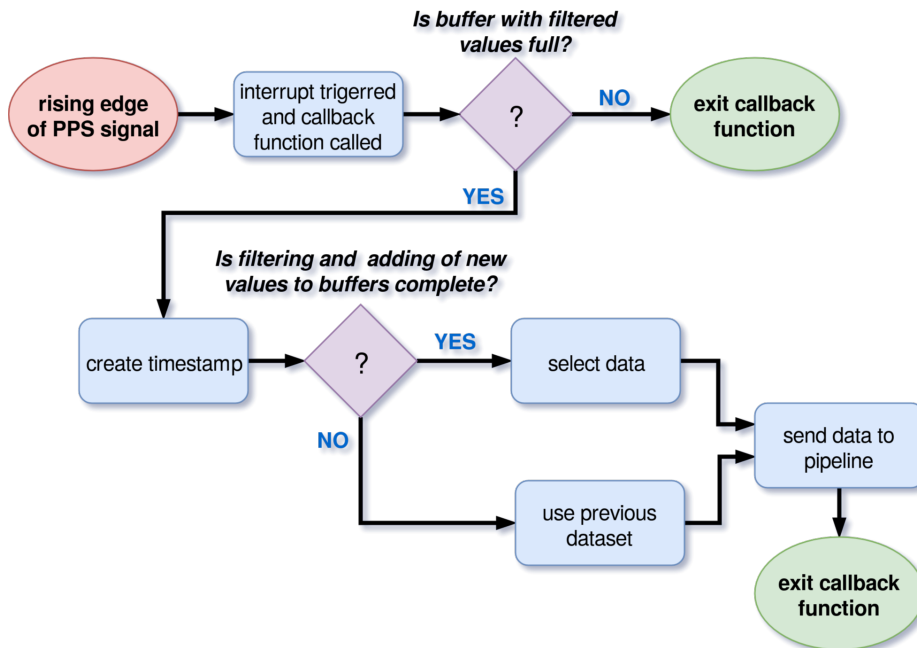 Is buffer with filtered
values full?
rising edge
of PPS signal
interrupt trigerred
and callback
function called
?
NO
exit callback
function
YES
Is filtering and  adding of new
values to buffers complete?
create timestamp
?
YES
select data
NO
send data to
pipeline
use previous
dataset
exit callback
function